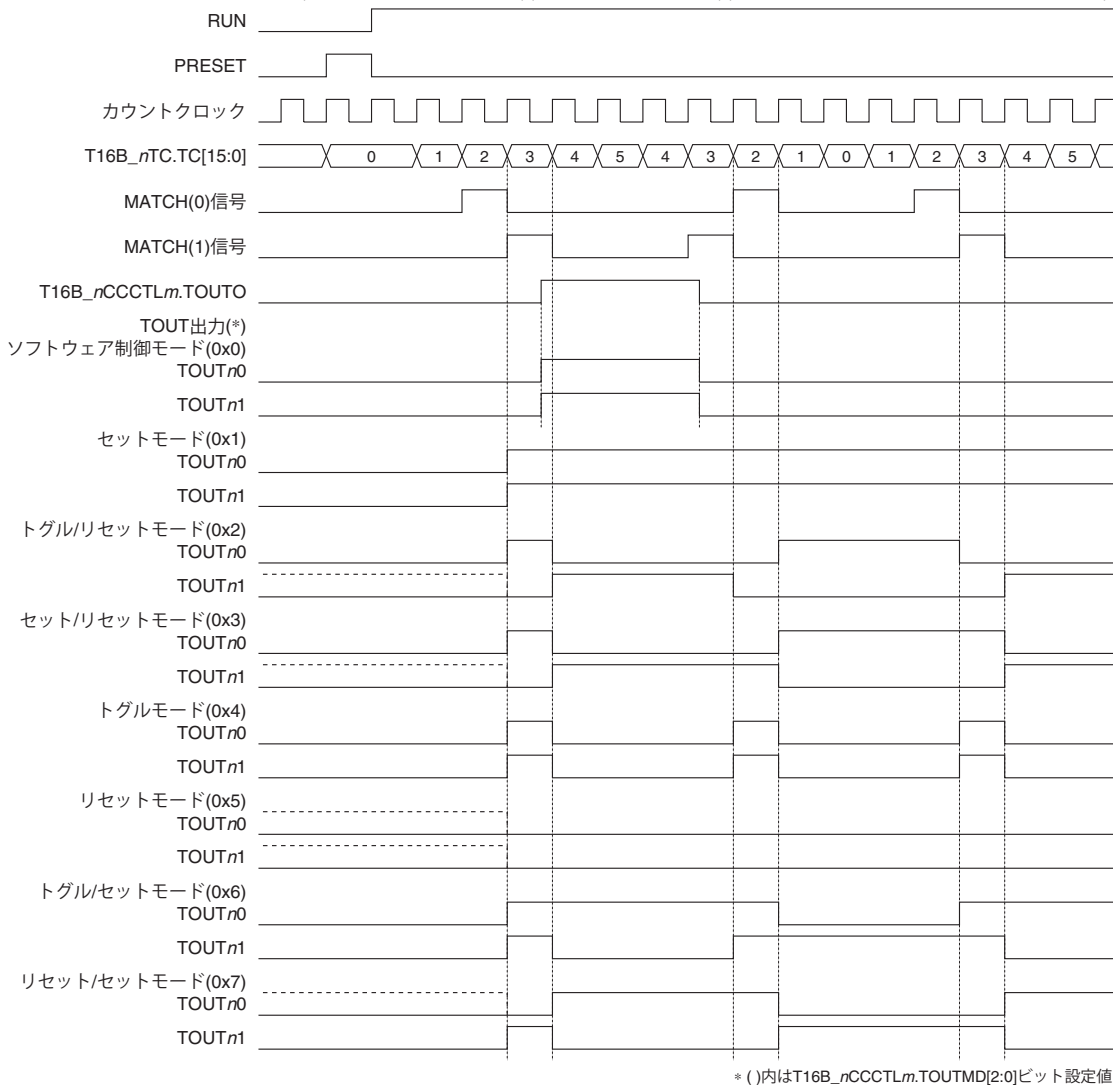 RUN
PRESET
カウントクロック
T16B_nTC.TC[15:0] 0 1 2 3 4 5 4 3 2 1 0 1 2 3 4 5
MATCH(0)信号
MATCH(1)信号
T16B_nCCCTLm.TOUTO
TOUT出力(*)
ソフトウェア制御モード(0x0)
TOUTn0
TOUTn1
セットモード(0x1)
TOUTn0
TOUTn1
トグル/リセットモード(0x2)
TOUTn0
TOUTn1
セット/リセットモード(0x3)
TOUTn0
TOUTn1
トグルモード(0x4)
TOUTn0
TOUTn1
リセットモード(0x5)
TOUTn0
TOUTn1
トグル/セットモード(0x6)
TOUTn0
TOUTn1
リセット/セットモード(0x7)
TOUTn0
TOUTn1
* ( )内はT16B_nCCCTLm.TOUTMD[2:0]ビット設定値